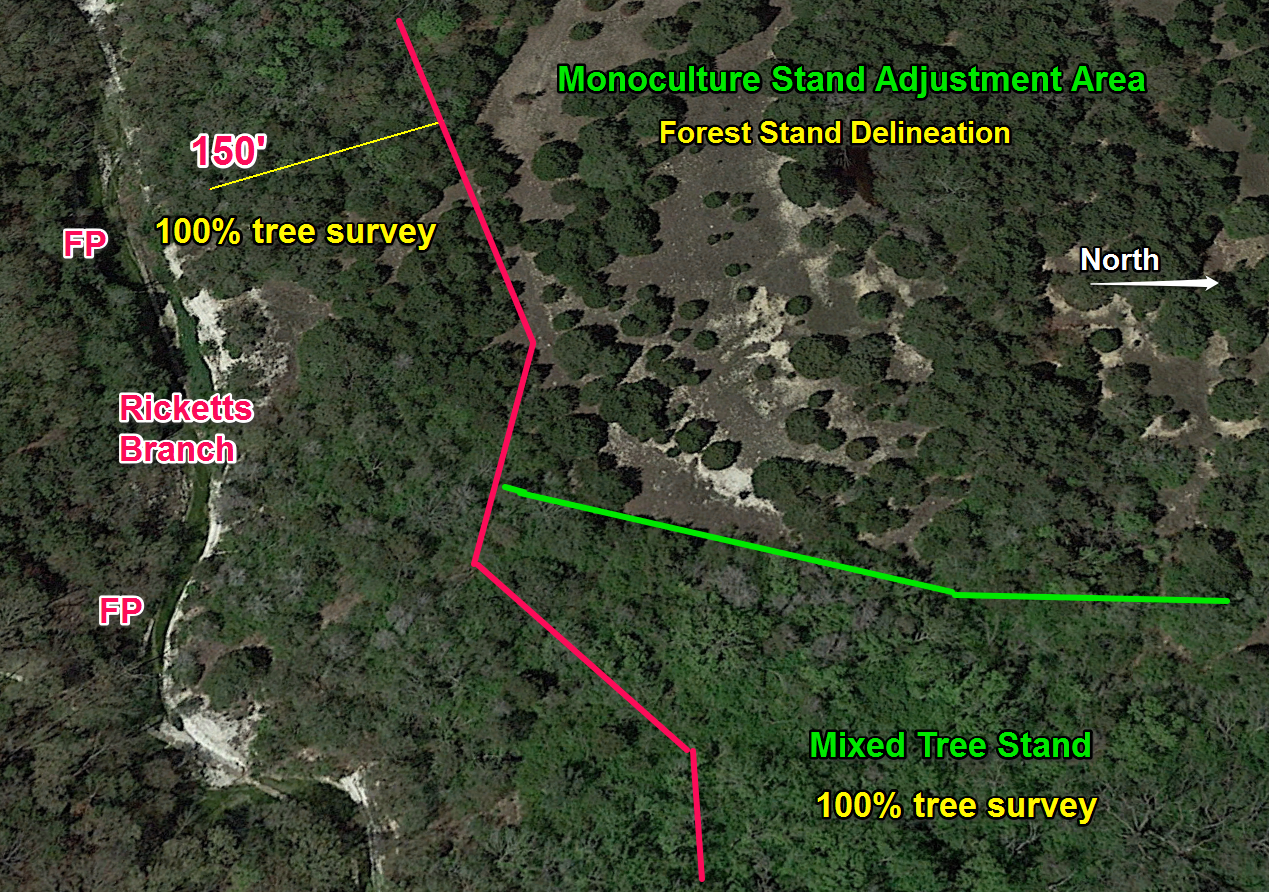 Monoculture Stand Adjustment Area
Forest Stand Delineation
150'
100% tree survey
FP
North
Ricketts
Branch
FP
Mixed Tree Stand
100% tree survey